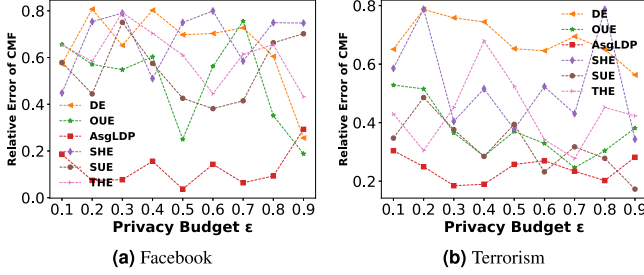 Relative Error of CMF
0.8
0.6
0.4
0.2
0.0
DE
OUE
AsgLDP
SHE
SUE
THE
0.1 0.2 0.3 0.4 0.5 0.6 0.7 0.8 0.9
Privacy Budget ε
(a) Facebook
Relative Error of CMF
0.8
0.6
0.4
0.2
DE
OUE
AsgLDP
SHE
SUE
THE
0.1 0.2 0.3 0.4 0.5 0.6 0.7 0.8 0.9
Privacy Budget ε
(b) Terrorism